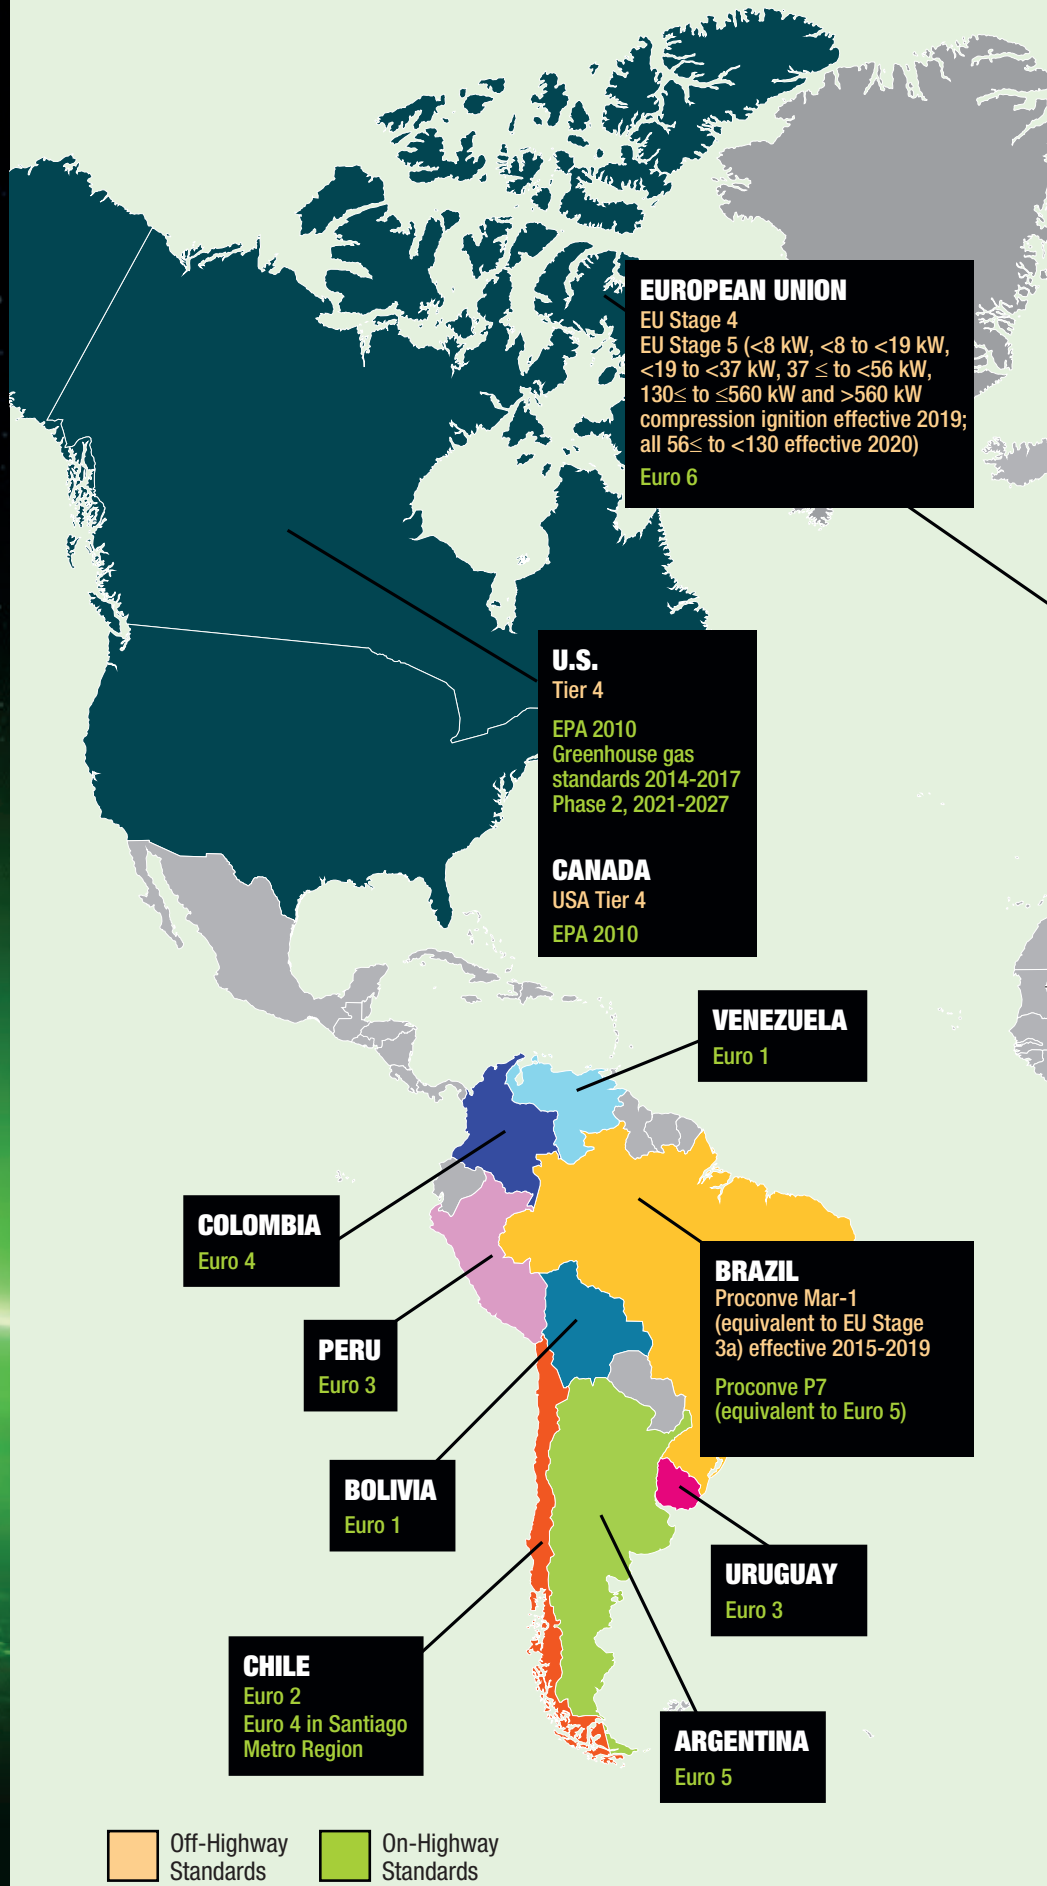 EUROPEAN UNION
EU Stage 4
EU Stage 5 (<8 kW, <8 to <19 kW,
<19 to <37 kW, 37 ≤ to <56 kW,
130≤ to ≤560 kW and >560 kW
compression ignition effective 2019;
all 56≤ to <130 effective 2020)
Euro 6
U.S.
Tier 4
EPA 2010
Greenhouse gas
standards 2014-2017
Phase 2, 2021-2027
CANADA
USA Tier 4
EPA 2010
VENEZUELA
Euro 1
COLOMBIA
Euro 4
BRAZIL
Proconve Mar-1
(equivalent to EU Stage
3a) effective 2015-2019
Proconve P7
(equivalent to Euro 5)
PERU
Euro 3
BOLIVIA
Euro 1
URUGUAY
Euro 3
CHILE
Euro 2
Euro 4 in Santiago
Metro Region
ARGENTINA
Euro 5
Off-Highway
Standards
On-Highway
Standards